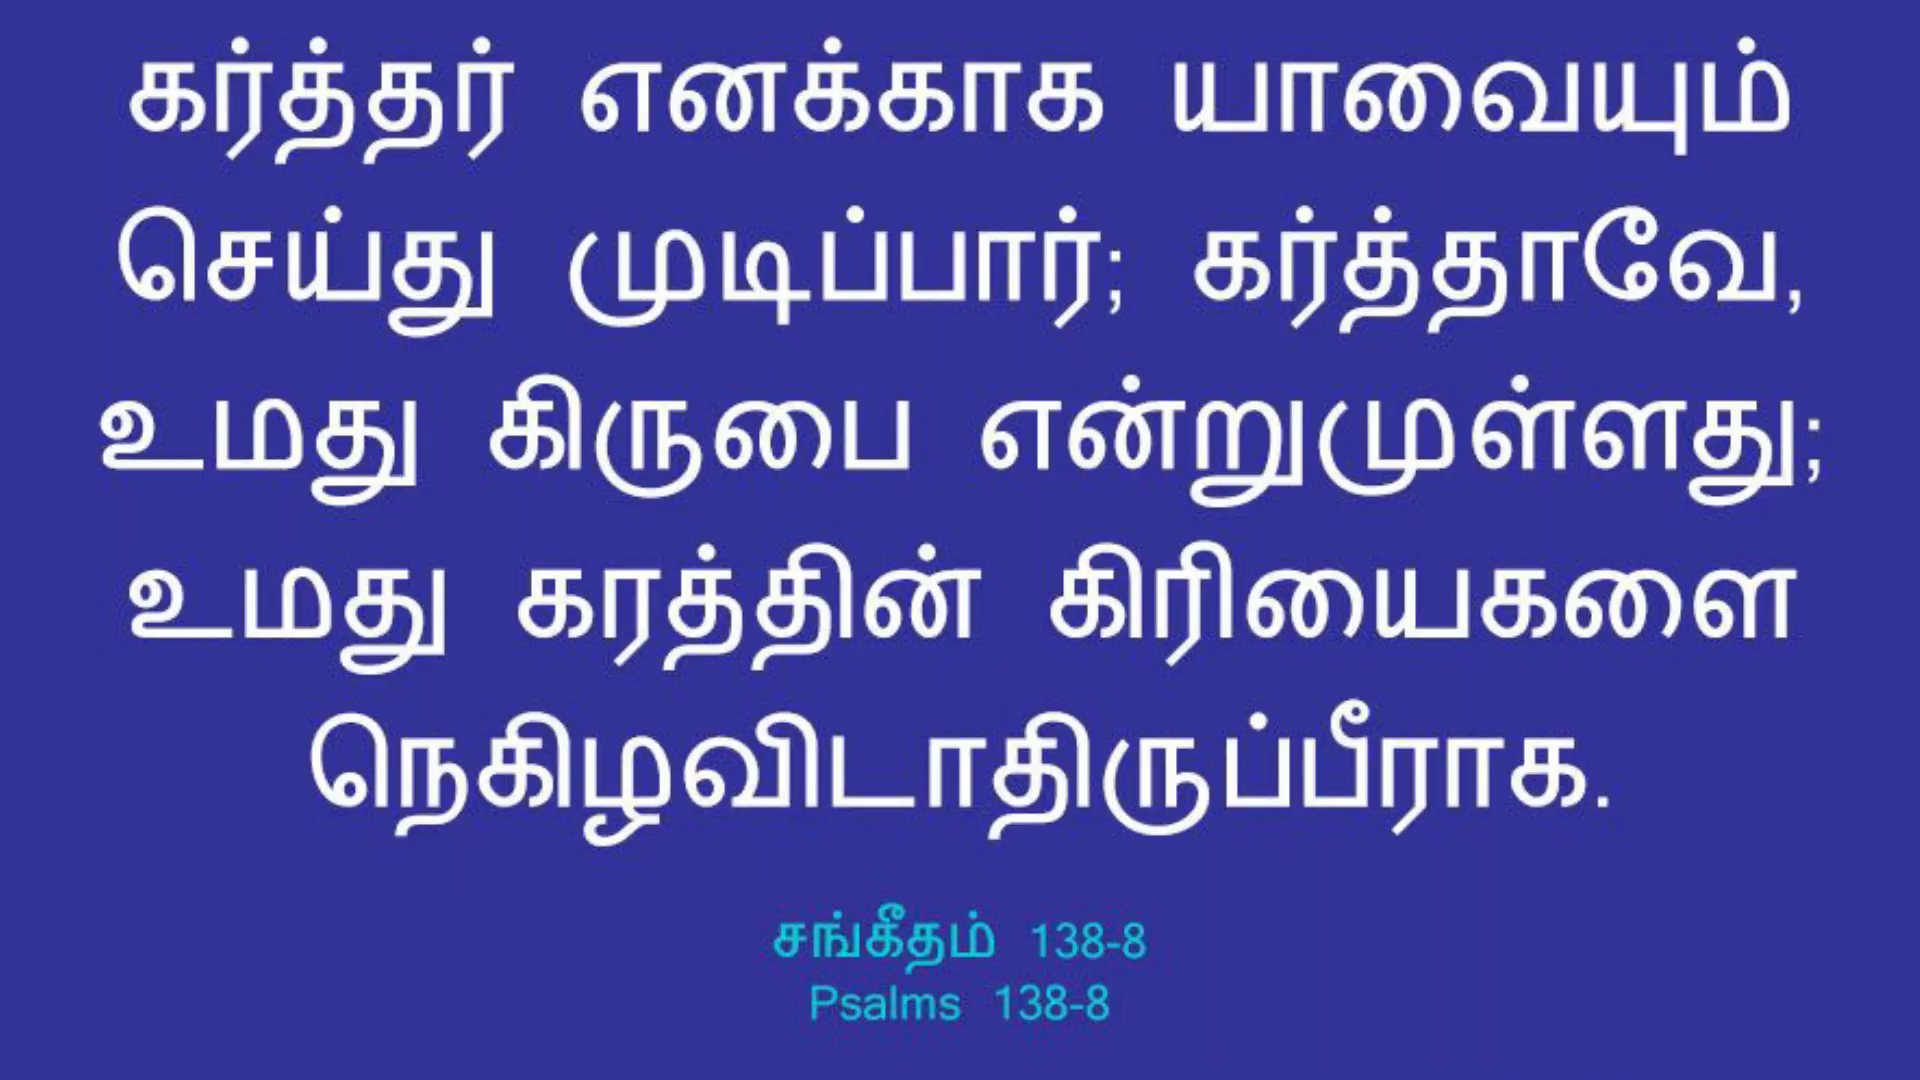 கர்த்தர் எனக்காக யாவையும்
செய்து முடிப்பார்; கர்த்தாவே,
உமது கிருபை என்றுமுள்ளது;
உமது கரத்தின் கிரியைகளை
நெகிழவிடாதிருப்பீராக.
சங்கீதம் 138-8
Psalms 138-8